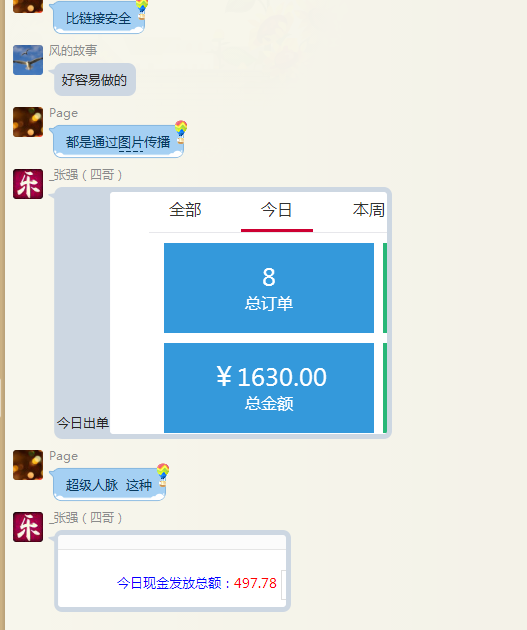 比链接安全
风的故事
好容易做的
Page
都是通过图片传播
_张强（四哥）
全部 今日 本周
8
总订单
￥1630.00
总金额
今日出单
Page
超级人脉 这种
_张强（四哥）
今日现金发放总额：497.78